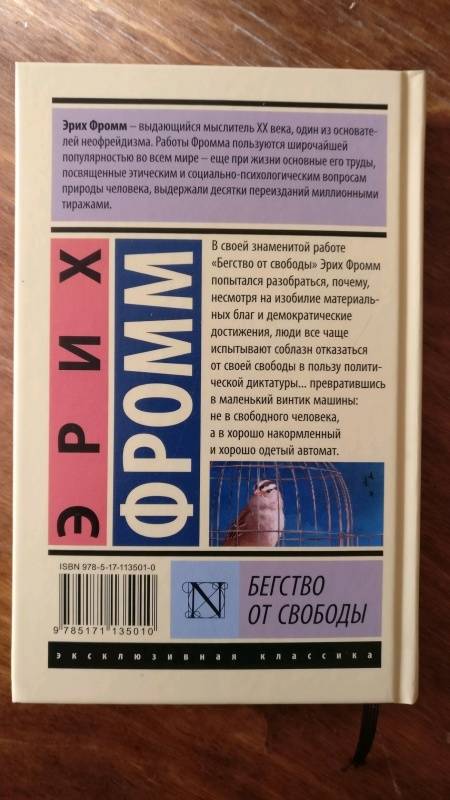 Эрих Фромм – выдающийся мыслитель XX века, один из основате-
лей неофрейдизма. Работы Фромма пользуются широчайшей
популярностью во всем мире – еще при жизни основные его труды,
посвященные этическим и социально-психологическим вопросам
природы человека, выдержали десятки переизданий миллионными
тиражами.
ЭРИХ
ФРОММ
В своей знаменитой работе
«Бегство от свободы» Эрих Фромм
попытался разобраться, почему,
несмотря на изобилие материаль-
ных благ и демократические
достижения, люди все чаще
испытывают соблазн отказаться
от своей свободы в пользу полити-
ческой диктатуры... превратившись
в маленький винтик машины:
не в свободного человека,
а в хорошо накормленный
и хорошо одетый автомат.
ISBN 978-5-17-113501-0
9 785171 135010
N
БЕГСТВО
ОТ СВОБОДЫ
эксклюзивная классика